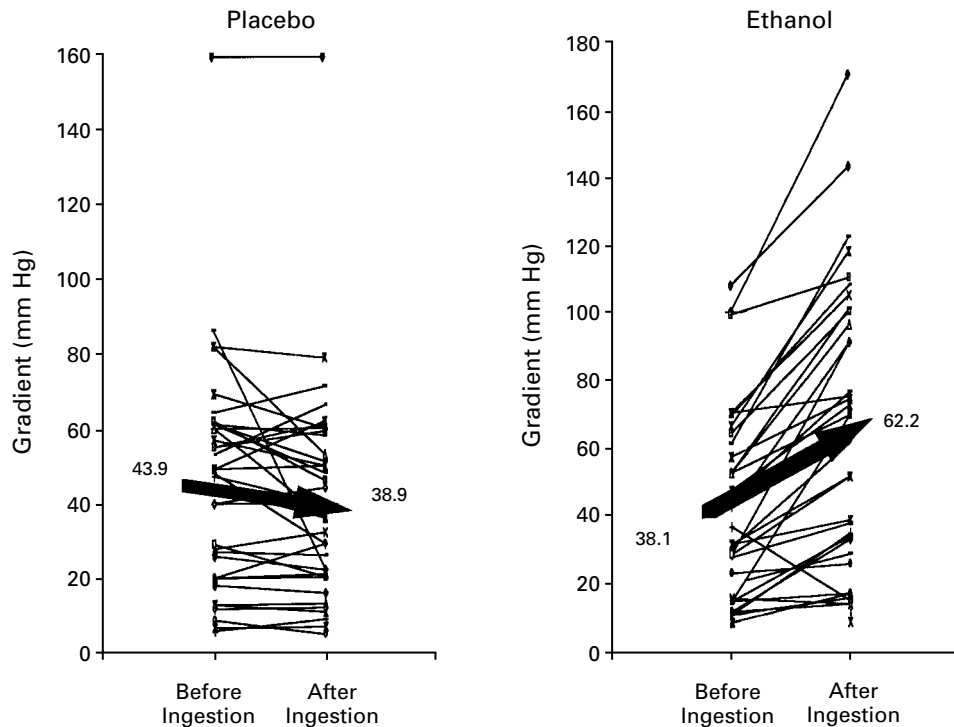 Placebo
Gradient (mm Hg)
160
140
120
100
80
60
40
20
0
43.9
38.9
Before
Ingestion
After
Ingestion
Ethanol
Gradient (mm Hg)
180
160
140
120
100
80
60
40
20
0
38.1
62.2
Before
Ingestion
After
Ingestion